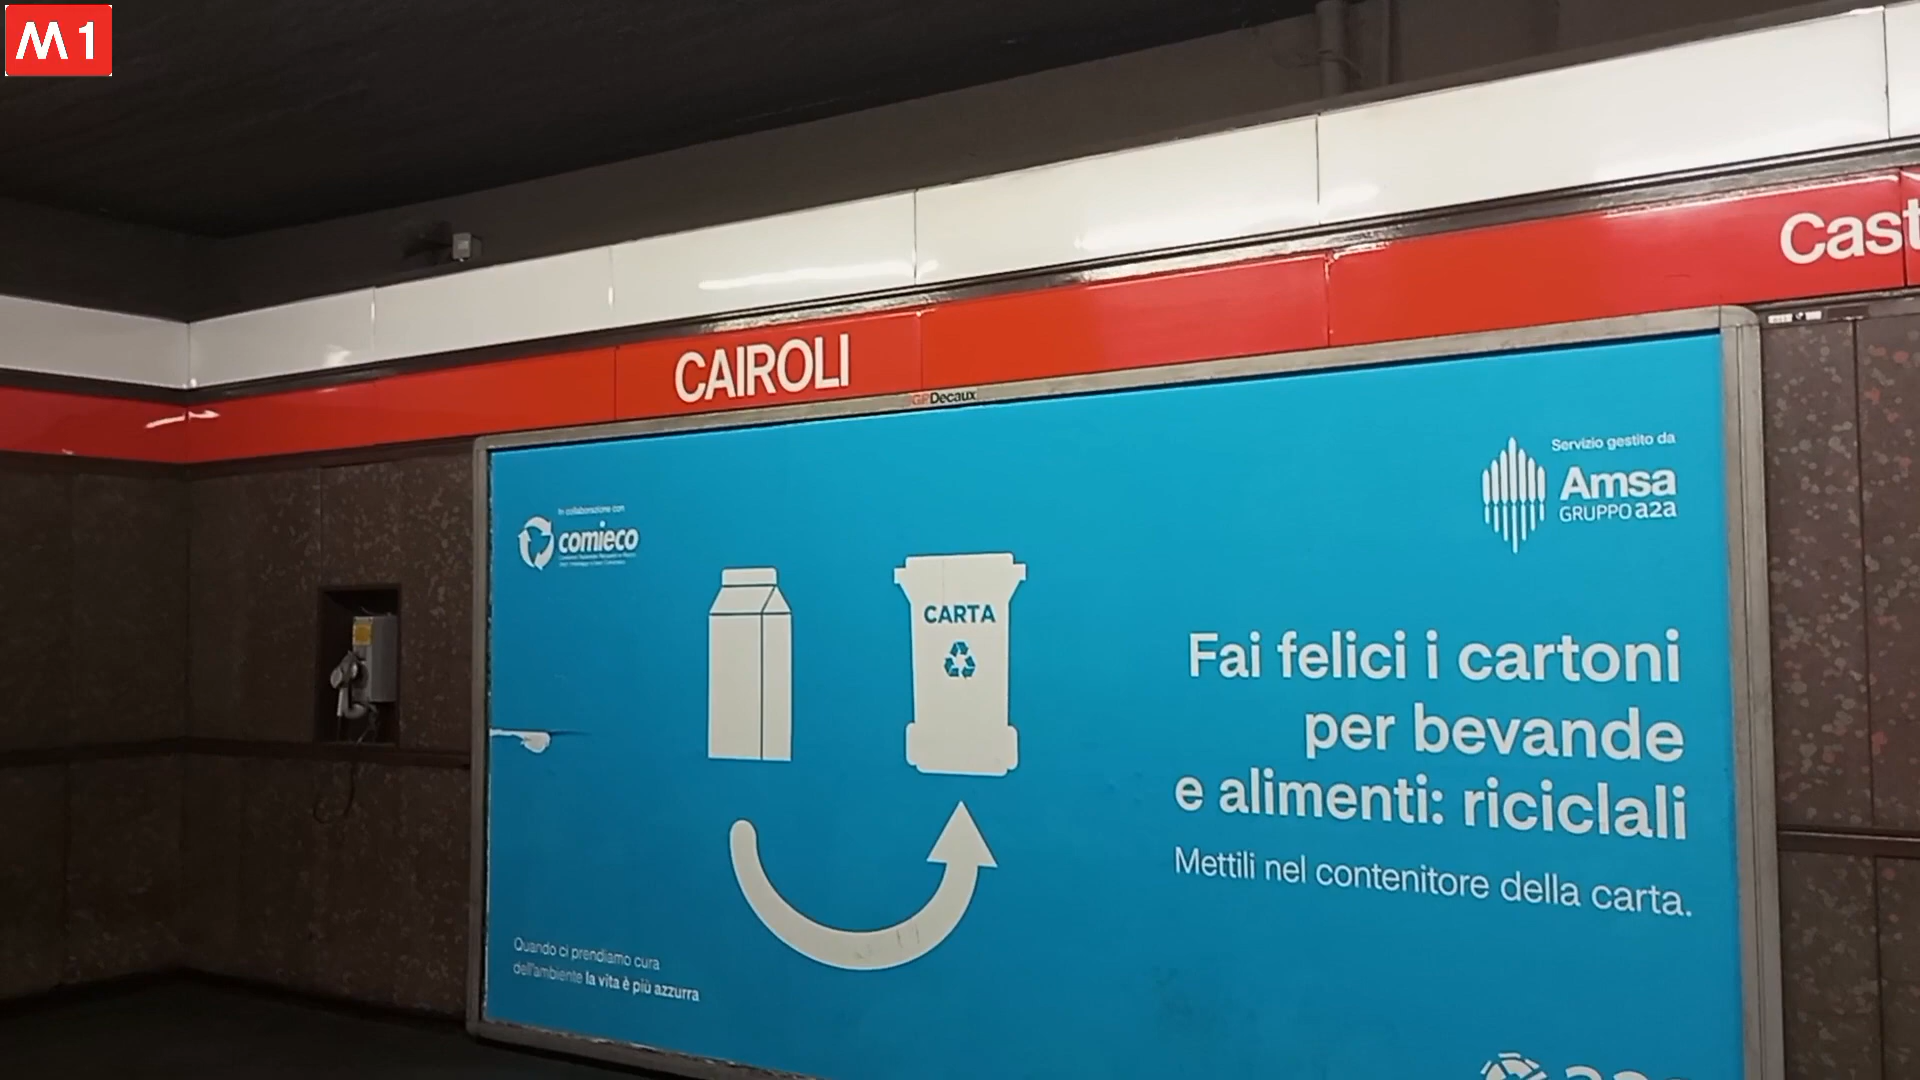 M1
CAIROLI
Cast
GPDecaux
In collaborazione con
comieco
Servizio gestito da
Amsa
GRUPPO a2a
CARTA
Fai felici i cartoni
per bevande
e alimenti: riciclali
Mettili nel contenitore della carta.
Quando ci prendiamo cura
dell'ambiente la vita è più azzurra